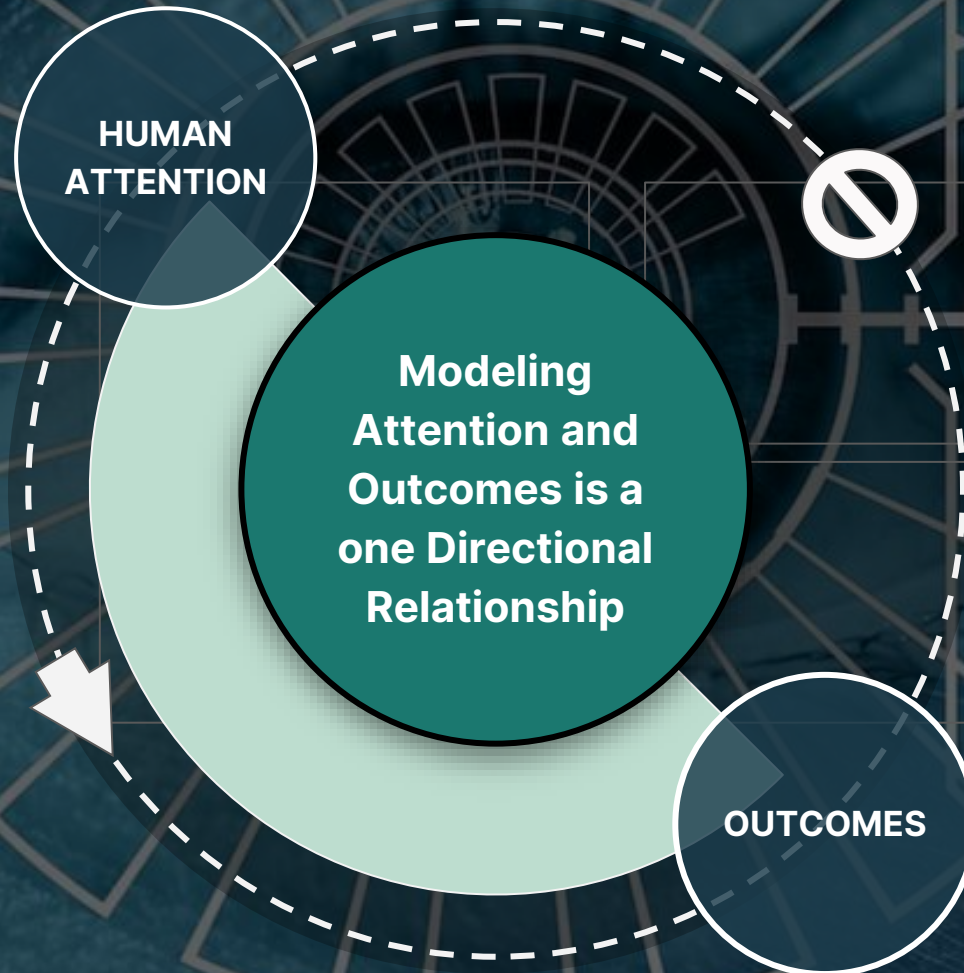 HUMAN
ATTENTION
Modeling
Attention and
Outcomes is a
one Directional
Relationship
OUTCOMES